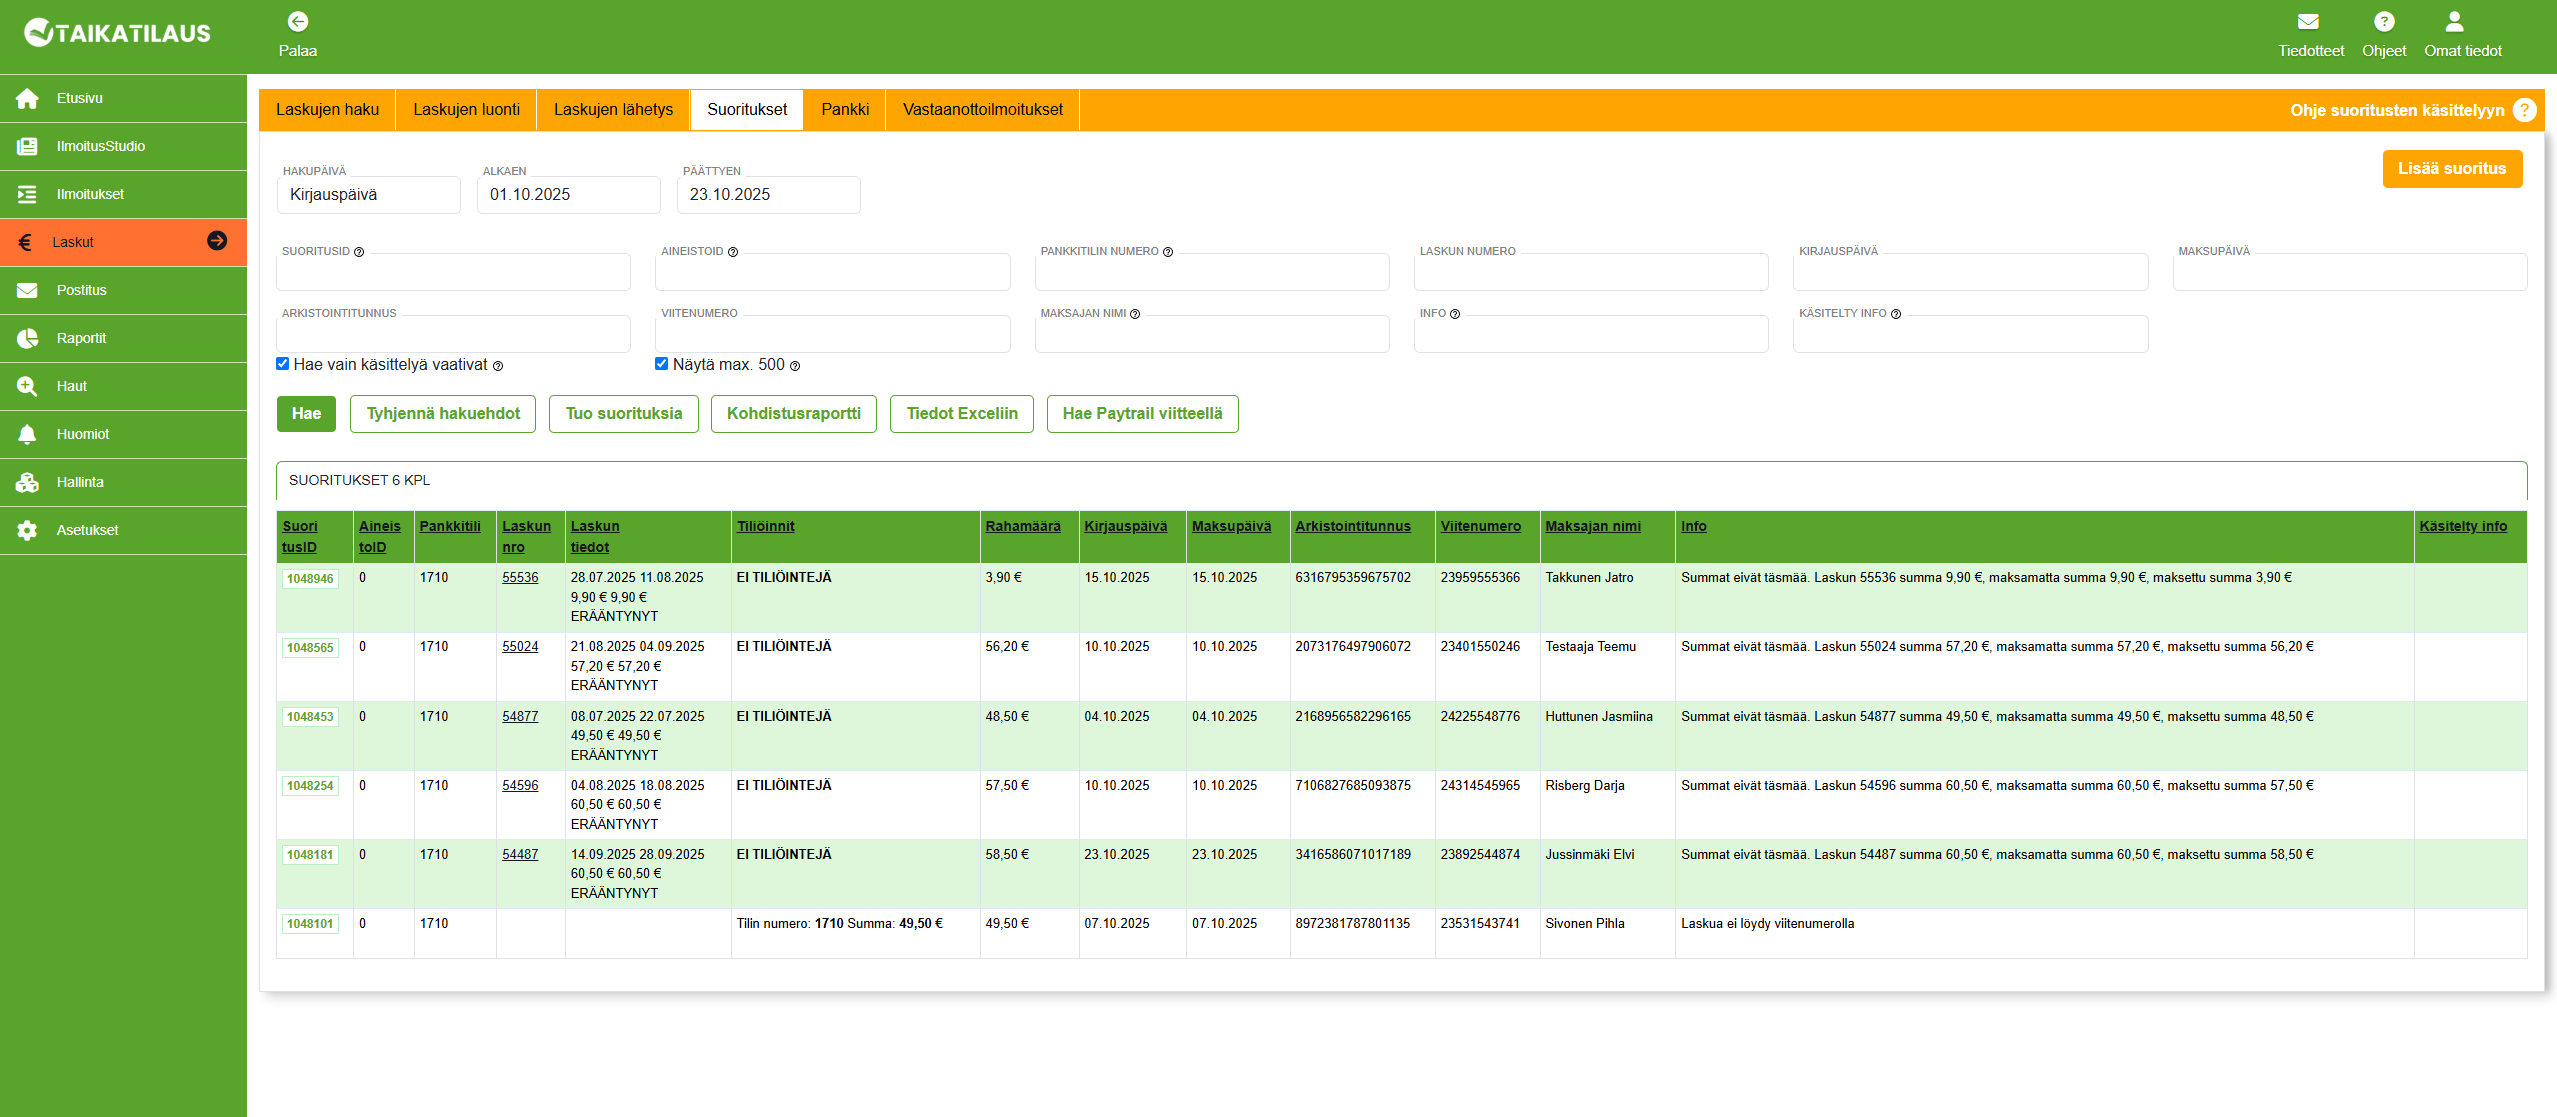 TAIKATILAUS
Palaa
Tiedotteet
Ohjeet
Omat tiedot
Etusivu
IlmoitusStudio
Ilmoitukset
Laskut
Postitus
Raportit
Haut
Huomiot
Hallinta
Asetukset
Laskujen haku
Laskujen luonti
Laskujen lähetys
Suoritukset
Pankki
Vastaanottoilmoitukset
Ohje suoritusten käsittelyyn
HAKUPÄIVÄ
Kirjauspäivä
ALKAEN
01.10.2025
PÄÄTTYEN
23.10.2025
Lisää suoritus
SUORITUSID
AINEISTOID
PANKKITILIN NUMERO
LASKUN NUMERO
KIRJAUSPÄIVÄ
MAKSUPÄIVÄ
ARKISTOINTITUNNUS
VIITENUMERO
MAKSAJAN NIMI
INFO
KÄSITELTY INFO
Hae vain käsittelyä vaativat
Näytä max. 500
Hae
Tyhjennä hakuehdot
Tuo suorituksia
Kohdistusraportti
Tiedot Exceliin
Hae Paytrail viitteellä
SUORITUKSET 6 KPL
Suori
tusID
Aineis
toID
Pankkitili
Laskun
nro
Laskun
tiedot
Tiliöinnit
Rahamäärä
Kirjauspäivä
Maksupäivä
Arkistointitunnus
Viitenumero
Maksajan nimi
Info
Käsitelty info
1048946 0 1710 55536 28.07.2025 11.08.2025 EI TILIÖINTEJÄ 3,90 € 15.10.2025 15.10.2025 6316795359675702 23959555366 Takkunen Jatro Summat eivät täsmää. Laskun 55536 summa 9,90 €, maksamatta summa 9,90 €, maksettu summa 3,90 €
9,90 € 9,90 €
ERÄÄNTYNYT
1048565 0 1710 55024 21.08.2025 04.09.2025 EI TILIÖINTEJÄ 56,20 € 10.10.2025 10.10.2025 2073176497906072 23401550246 Testaaja Teemu Summat eivät täsmää. Laskun 55024 summa 57,20 €, maksamatta summa 57,20 €, maksettu summa 56,20 €
57,20 € 57,20 €
ERÄÄNTYNYT
1048453 0 1710 54877 08.07.2025 22.07.2025 EI TILIÖINTEJÄ 48,50 € 04.10.2025 04.10.2025 2168956582296165 24225548776 Huttunen Jasmiina Summat eivät täsmää. Laskun 54877 summa 49,50 €, maksamatta summa 49,50 €, maksettu summa 48,50 €
49,50 € 49,50 €
ERÄÄNTYNYT
1048254 0 1710 54596 04.08.2025 18.08.2025 EI TILIÖINTEJÄ 57,50 € 10.10.2025 10.10.2025 7106827685093875 24314545965 Risberg Darja Summat eivät täsmää. Laskun 54596 summa 60,50 €, maksamatta summa 60,50 €, maksettu summa 57,50 €
60,50 € 60,50 €
ERÄÄNTYNYT
1048181 0 1710 54487 14.09.2025 28.09.2025 EI TILIÖINTEJÄ 58,50 € 23.10.2025 23.10.2025 3416586071017189 23892544874 Jussinmäki Elvi Summat eivät täsmää. Laskun 54487 summa 60,50 €, maksamatta summa 60,50 €, maksettu summa 58,50 €
60,50 € 60,50 €
ERÄÄNTYNYT
1048101 0 1710 Tilin numero: 1710 Summa: 49,50 € 49,50 € 07.10.2025 07.10.2025 8972381787801135 23531543741 Sivonen Pihla Laskua ei löydy viitenumerolla